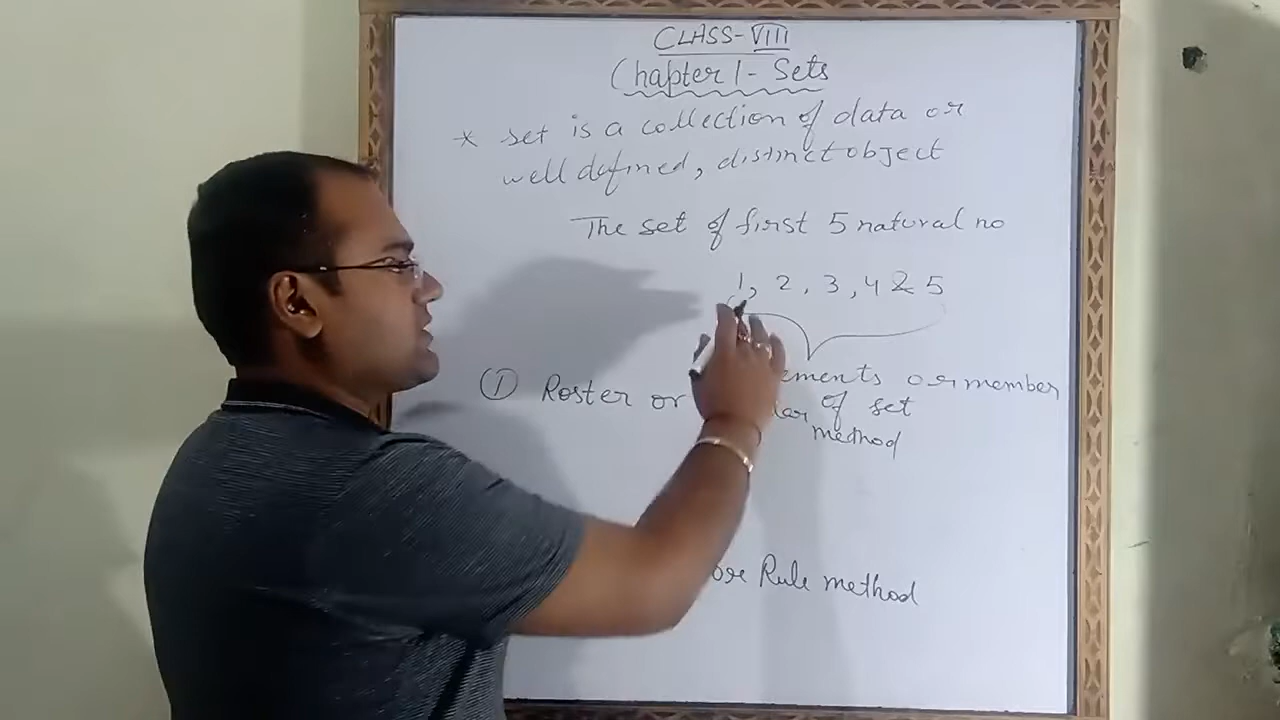 CLASS-VIII
Chapter 1- Sets
* set is a collection of data or
well defined, distinct object
The set of first 5 natural no
1, 2, 3, 4 & 5
ements or member
of set
① Roster or
method
or Rule method